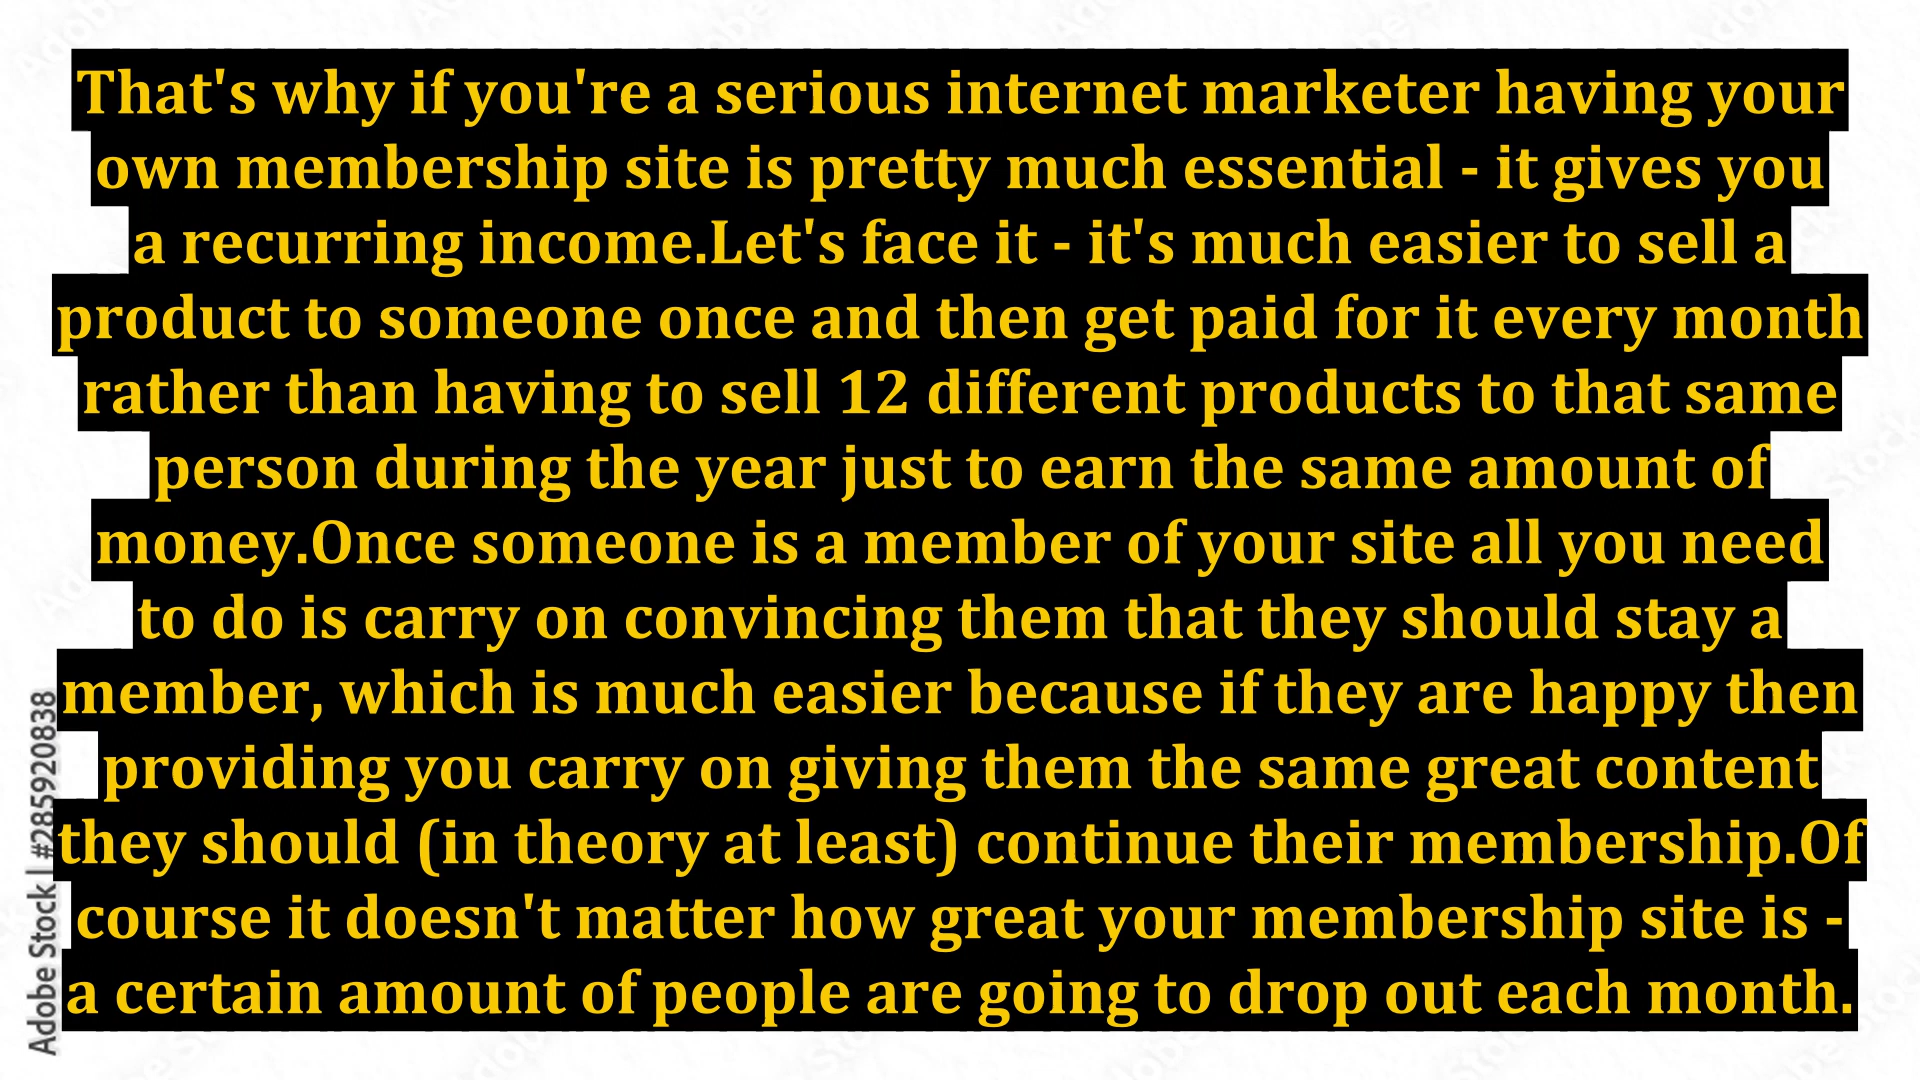 That's why if you're a serious internet marketer having your
own membership site is pretty much essential - it gives you
a recurring income.Let's face it - it's much easier to sell a
product to someone once and then get paid for it every month
rather than having to sell 12 different products to that same
person during the year just to earn the same amount of
money.Once someone is a member of your site all you need
to do is carry on convincing them that they should stay a
member, which is much easier because if they are happy then
providing you carry on giving them the same great content
they should (in theory at least) continue their membership.Of
course it doesn't matter how great your membership site is -
a certain amount of people are going to drop out each month.
Adobe Stock | #285920838